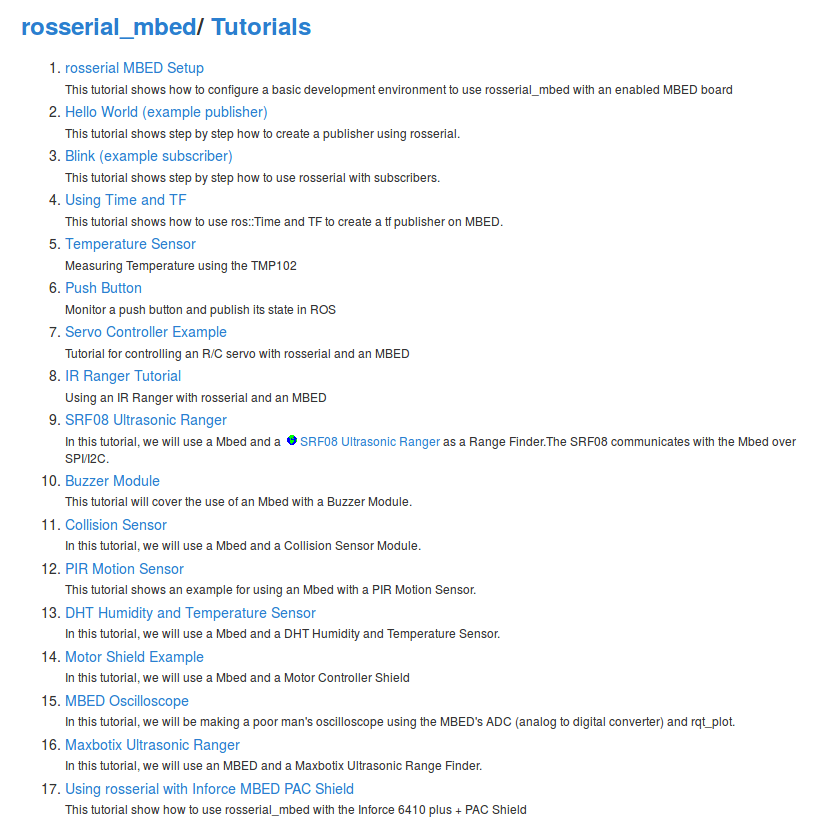 rosserial_mbed/ Tutorials
1. rosserial MBED Setup
This tutorial shows how to configure a basic development environment to use rosserial_mbed with an enabled MBED board
2. Hello World (example publisher)
This tutorial shows step by step how to create a publisher using rosserial.
3. Blink (example subscriber)
This tutorial shows step by step how to use rosserial with subscribers.
4. Using Time and TF
This tutorial shows how to use ros::Time and TF to create a tf publisher on MBED.
5. Temperature Sensor
Measuring Temperature using the TMP102
6. Push Button
Monitor a push button and publish its state in ROS
7. Servo Controller Example
Tutorial for controlling an R/C servo with rosserial and an MBED
8. IR Ranger Tutorial
Using an IR Ranger with rosserial and an MBED
9. SRF08 Ultrasonic Ranger
In this tutorial, we will use a Mbed and a SRF08 Ultrasonic Ranger as a Range Finder.The SRF08 communicates with the Mbed over
SPI/I2C.
10. Buzzer Module
This tutorial will cover the use of an Mbed with a Buzzer Module.
11. Collision Sensor
In this tutorial, we will use a Mbed and a Collision Sensor Module.
12. PIR Motion Sensor
This tutorial shows an example for using an Mbed with a PIR Motion Sensor.
13. DHT Humidity and Temperature Sensor
In this tutorial, we will use a Mbed and a DHT Humidity and Temperature Sensor.
14. Motor Shield Example
In this tutorial, we will use a Mbed and a Motor Controller Shield
15. MBED Oscilloscope
In this tutorial, we will be making a poor man's oscilloscope using the MBED's ADC (analog to digital converter) and rqt_plot.
16. Maxbotix Ultrasonic Ranger
In this tutorial, we will use an MBED and a Maxbotix Ultrasonic Range Finder.
17. Using rosserial with Inforce MBED PAC Shield
This tutorial show how to use rosserial_mbed with the Inforce 6410 plus + PAC Shield